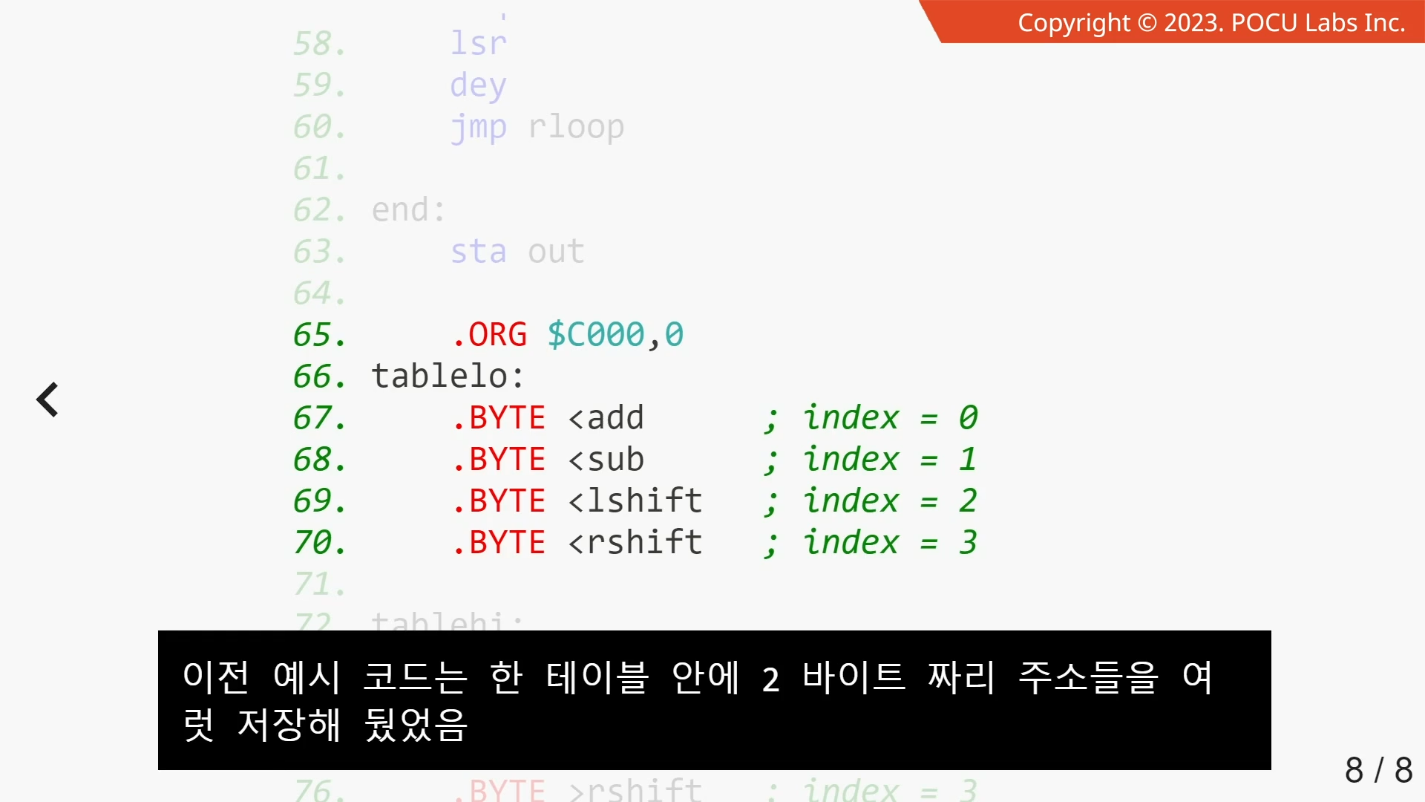 Copyright © 2023. POCU Labs Inc.
58. lsr
59. dey
60. jmp rloop
61.
62. end:
63. sta out
64.
65. .ORG $C000,0
66. tablelo:
67. .BYTE <add ; index = 0
68. .BYTE <sub ; index = 1
69. .BYTE <lshift ; index = 2
70. .BYTE <rshift ; index = 3
71.
72. tablehi:
이전 예시 코드는 한 테이블 안에 2 바이트 짜리 주소들을 여
럿 저장해 뒀었음
76. .BYTE >rshift ; index = 3
8 / 8